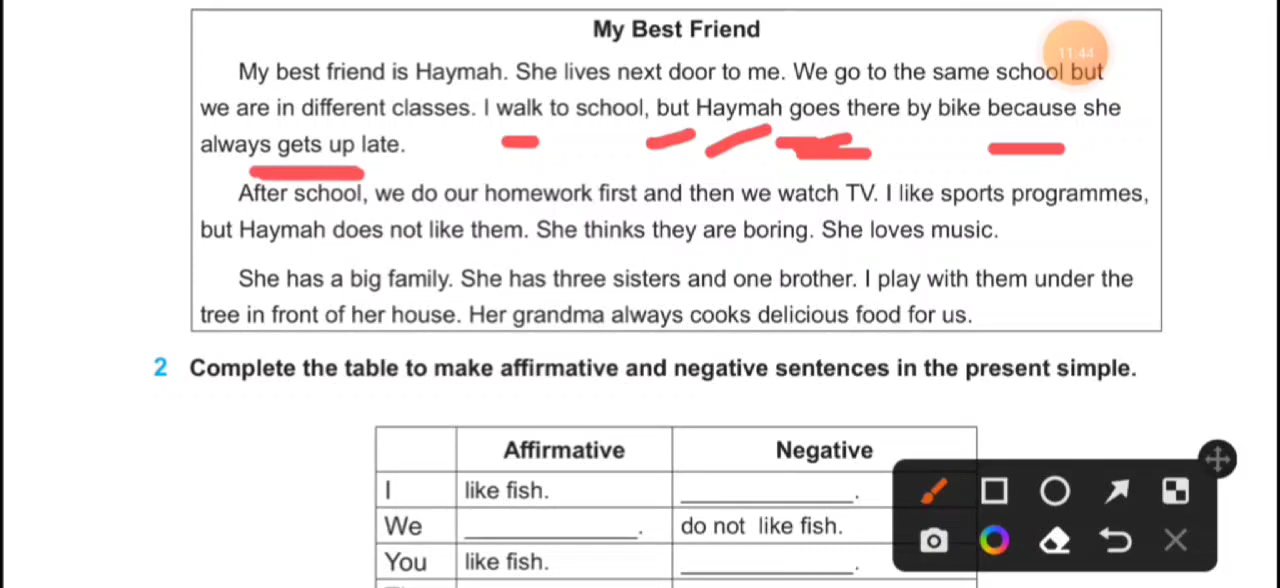 My Best Friend
11:44
My best friend is Haymah. She lives next door to me. We go to the same school but
we are in different classes. I walk to school, but Haymah goes there by bike because she
always gets up late.
After school, we do our homework first and then we watch TV. I like sports programmes,
but Haymah does not like them. She thinks they are boring. She loves music.
She has a big family. She has three sisters and one brother. I play with them under the
tree in front of her house. Her grandma always cooks delicious food for us.
2 Complete the table to make affirmative and negative sentences in the present simple.
Affirmative Negative
I like fish. ______________.
We ______________. do not like fish.
You like fish. ______________.